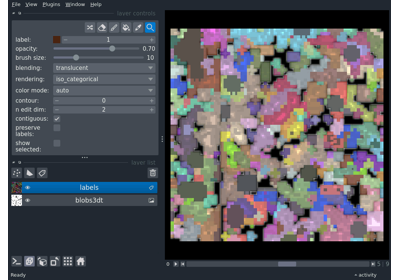 File View Plugins Window Help
layer controls
label: 1
opacity: 0.70
brush size: 10
blending: translucent
rendering: iso_categorical
color mode: auto
contour: 0
n edit dim: 2
contiguous:
preserve
labels:
show
selected:
layer list
labels
blobs3dt
Ready
activity